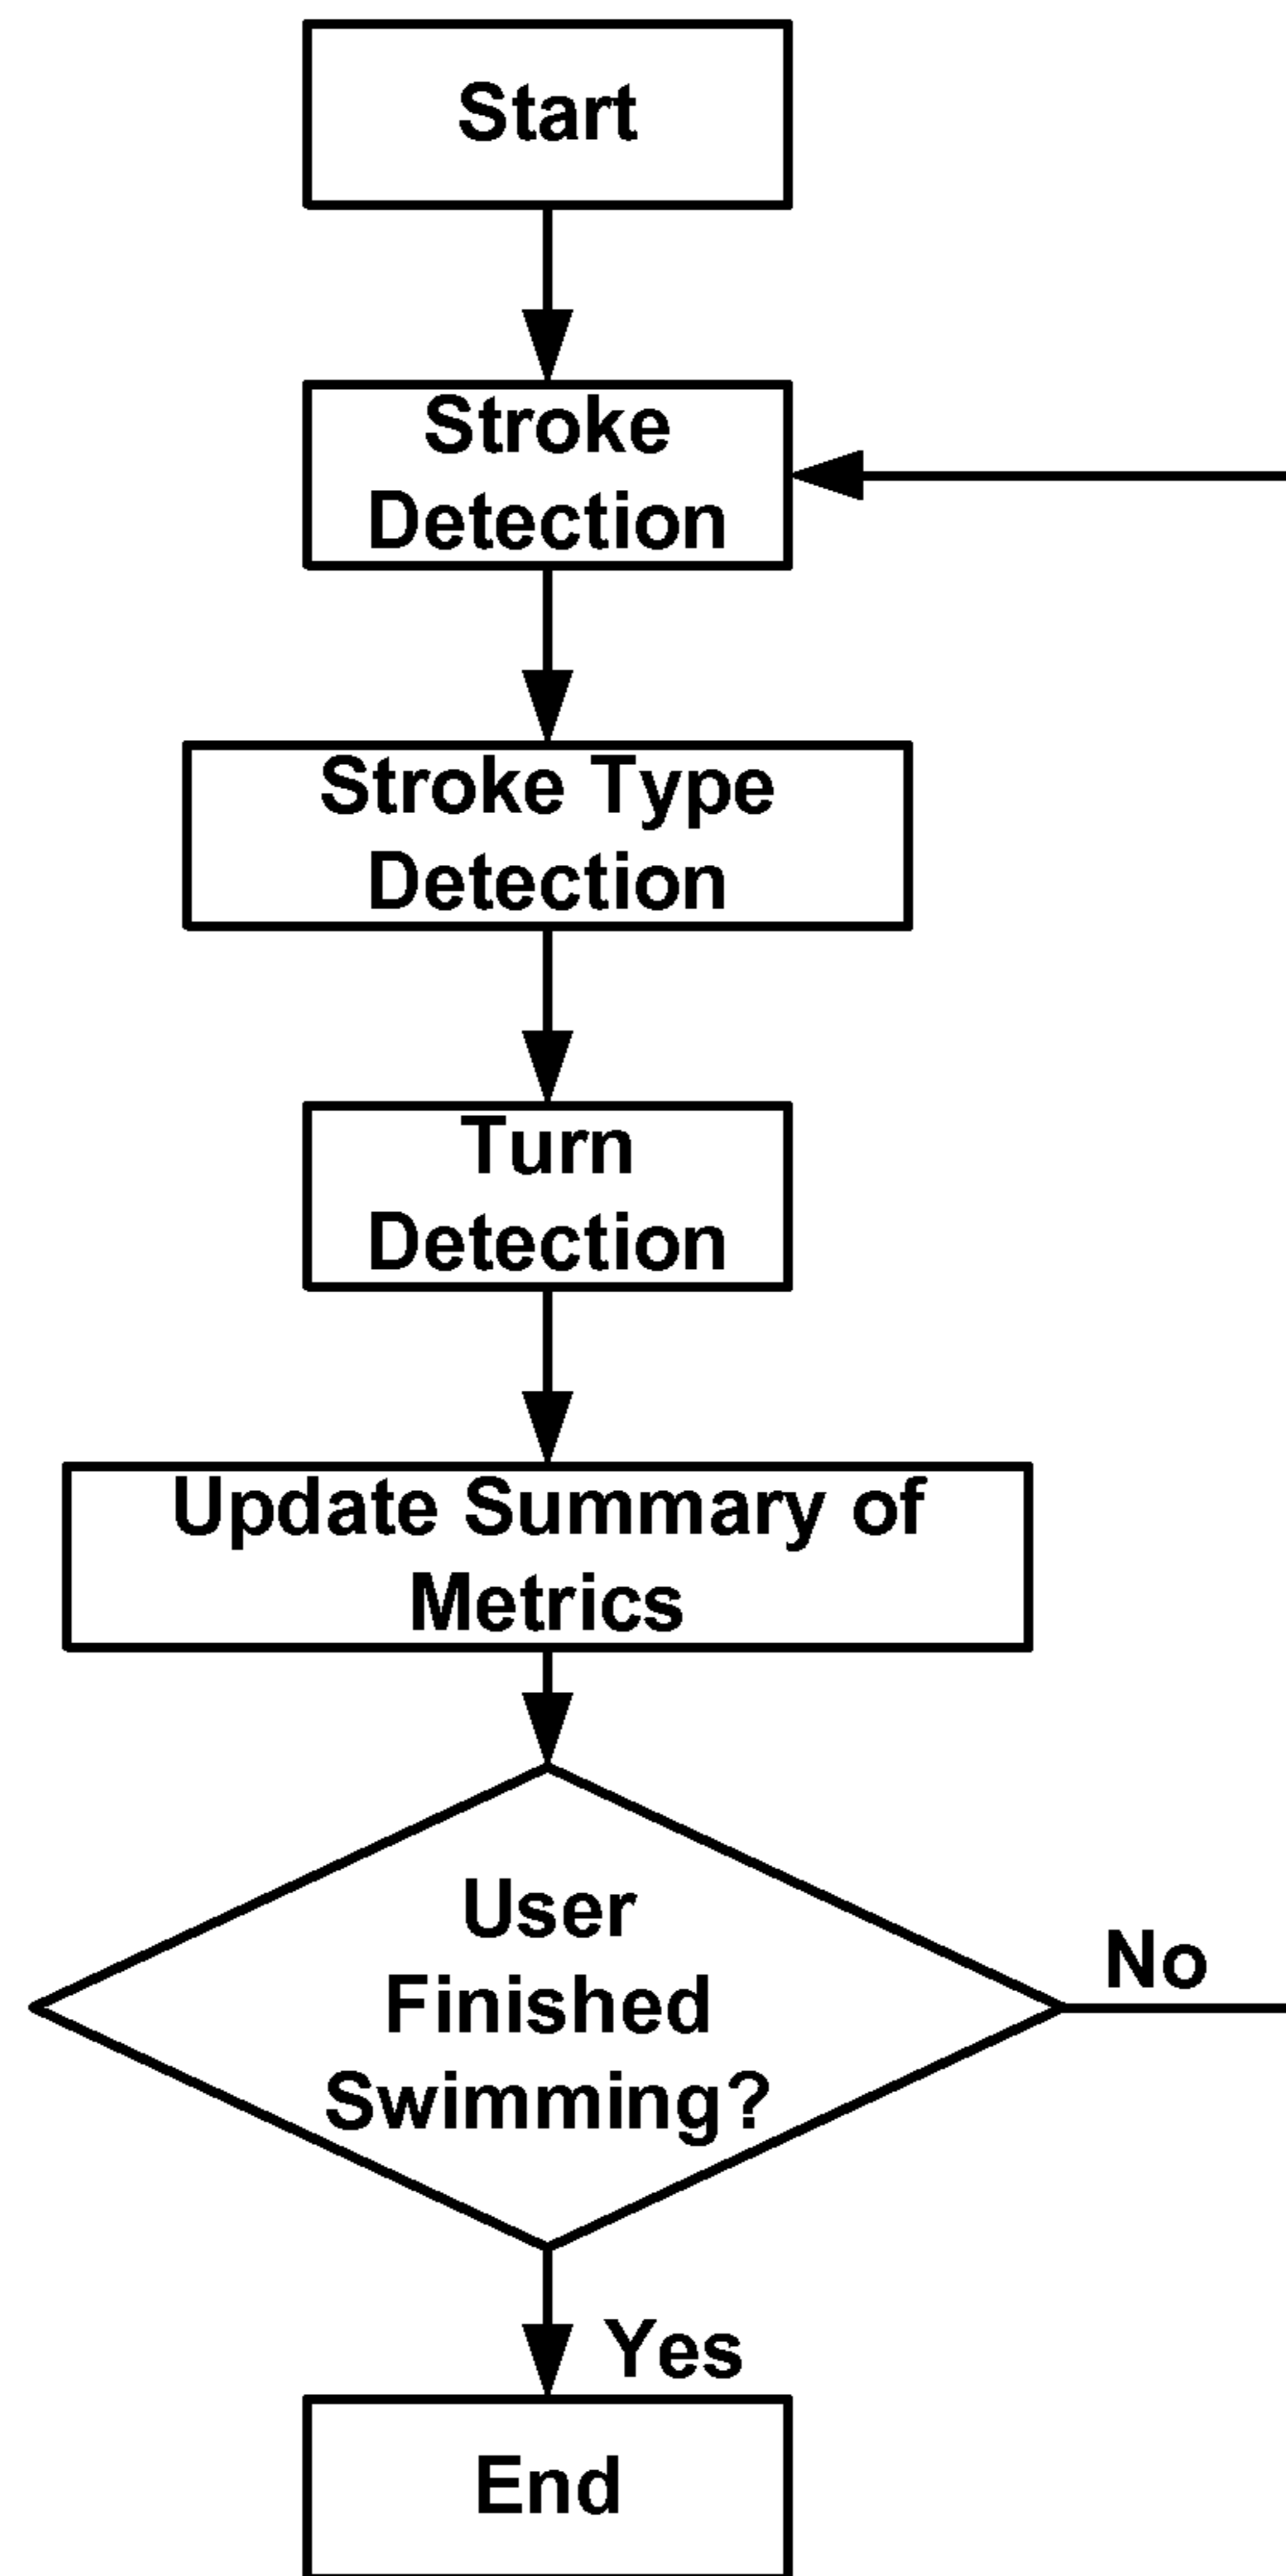 Start
Stroke
Detection
Stroke Type
Detection
Turn
Detection
Update Summary of
Metrics
User
Finished
Swimming?
No
Yes
End